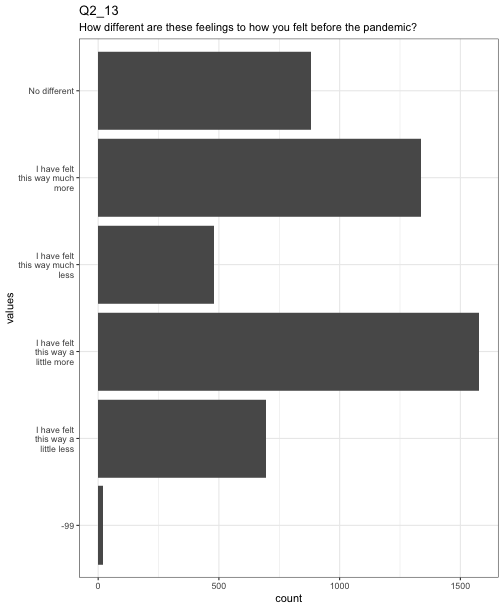 Q2_13
How different are these feelings to how you felt before the pandemic?
No different
I have felt
this way much
more
I have felt
this way much
less
values
I have felt
this way a
little more
I have felt
this way a
little less
-99
0
500
1000
1500
count